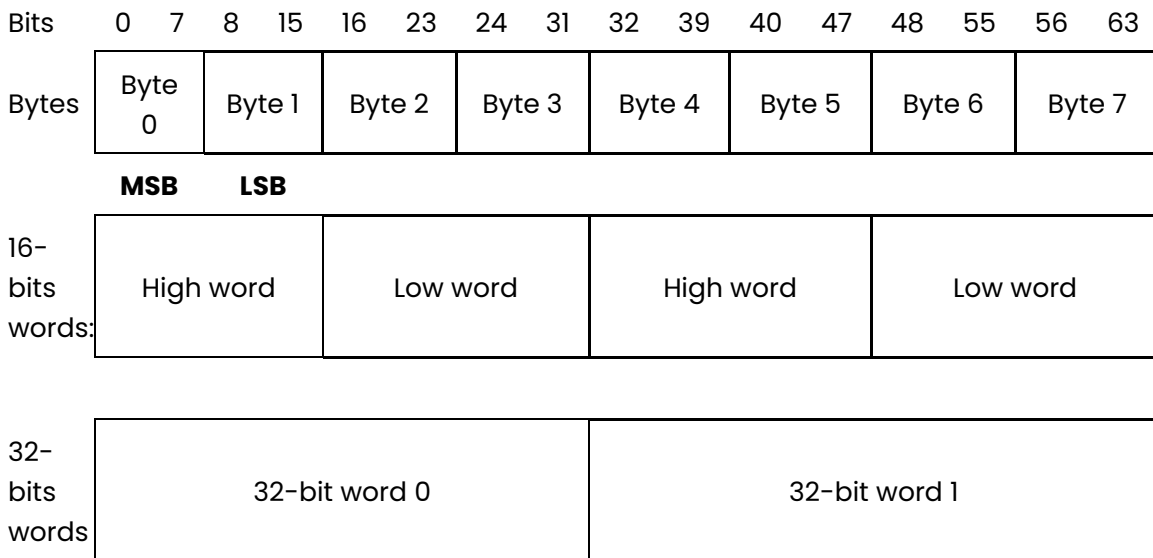 Bits 0 7 8 15 16 23 24 31 32 39 40 47 48 55 56 63
Bytes Byte 0 Byte 1 Byte 2 Byte 3 Byte 4 Byte 5 Byte 6 Byte 7
MSB LSB
16-
bits
words: High word Low word High word Low word
32-
bits
words 32-bit word 0 32-bit word 1